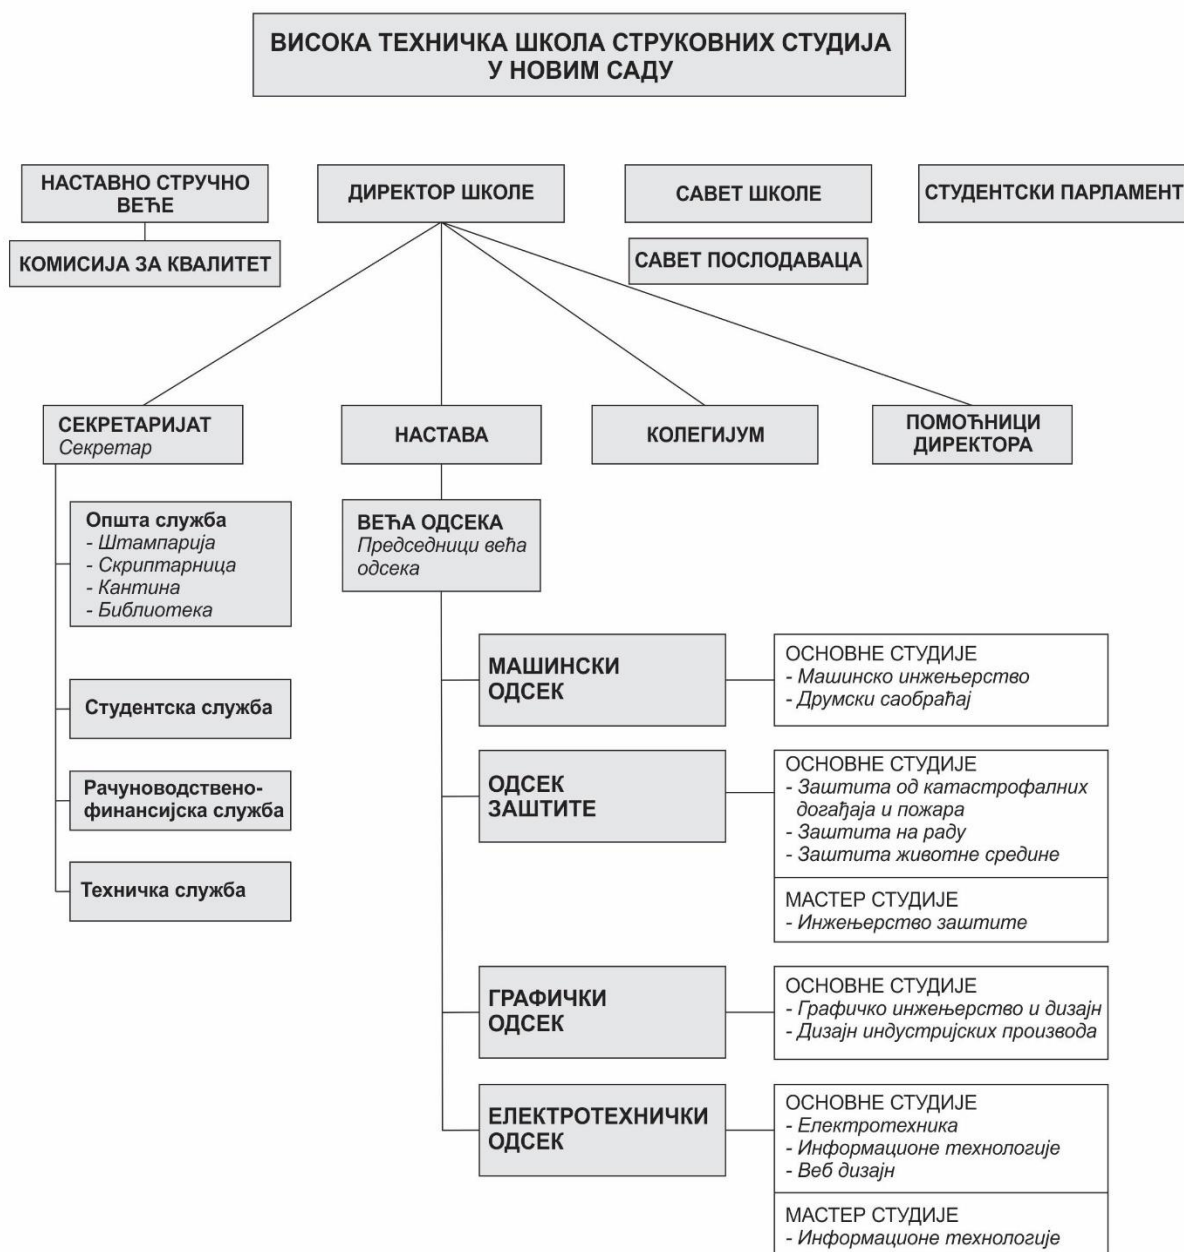 ВИСОКА ТЕХНИЧКА ШКОЛА СТРУКОВНИХ СТУДИЈА
У НОВИМ САДУ
НАСТАВНО СТРУЧНО
ВЕЋЕ
ДИРЕКТОР ШКОЛЕ
САВЕТ ШКОЛЕ
СТУДЕНТСКИ ПАРЛАМЕНТ
КОМИСИЈА ЗА КВАЛИТЕТ
САВЕТ ПОСЛОДАВАЦА
СЕКРЕТАРИЈАТ
Секретар
НАСТАВА
КОЛЕГИЈУМ
ПОМОЋНИЦИ
ДИРЕКТОРА
Општа служба
- Штампарија
- Скриптарница
- Кантина
- Библиотека
Студентска служба
Рачуноводствено-
финансијска служба
Техничка служба
ВЕЋА ОДСЕКА
Председници већа
одсека
МАШИНСКИ
ОДСЕК
ОСНОВНЕ СТУДИЈЕ
- Машинско инжењерство
- Друмски саобраћај
ОДСЕК
ЗАШТИТЕ
ОСНОВНЕ СТУДИЈЕ
- Заштита од катастрофалних
догађаја и пожара
- Заштита на раду
- Заштита животне средине
МАСТЕР СТУДИЈЕ
- Инжењерство заштите
ГРАФИЧКИ
ОДСЕК
ОСНОВНЕ СТУДИЈЕ
- Графичко инжењерство и дизајн
- Дизајн индустријских производа
ЕЛЕКТРОТЕХНИЧКИ
ОДСЕК
ОСНОВНЕ СТУДИЈЕ
- Електротехника
- Информационе технологије
- Веб дизајн
МАСТЕР СТУДИЈЕ
- Информационе технологије